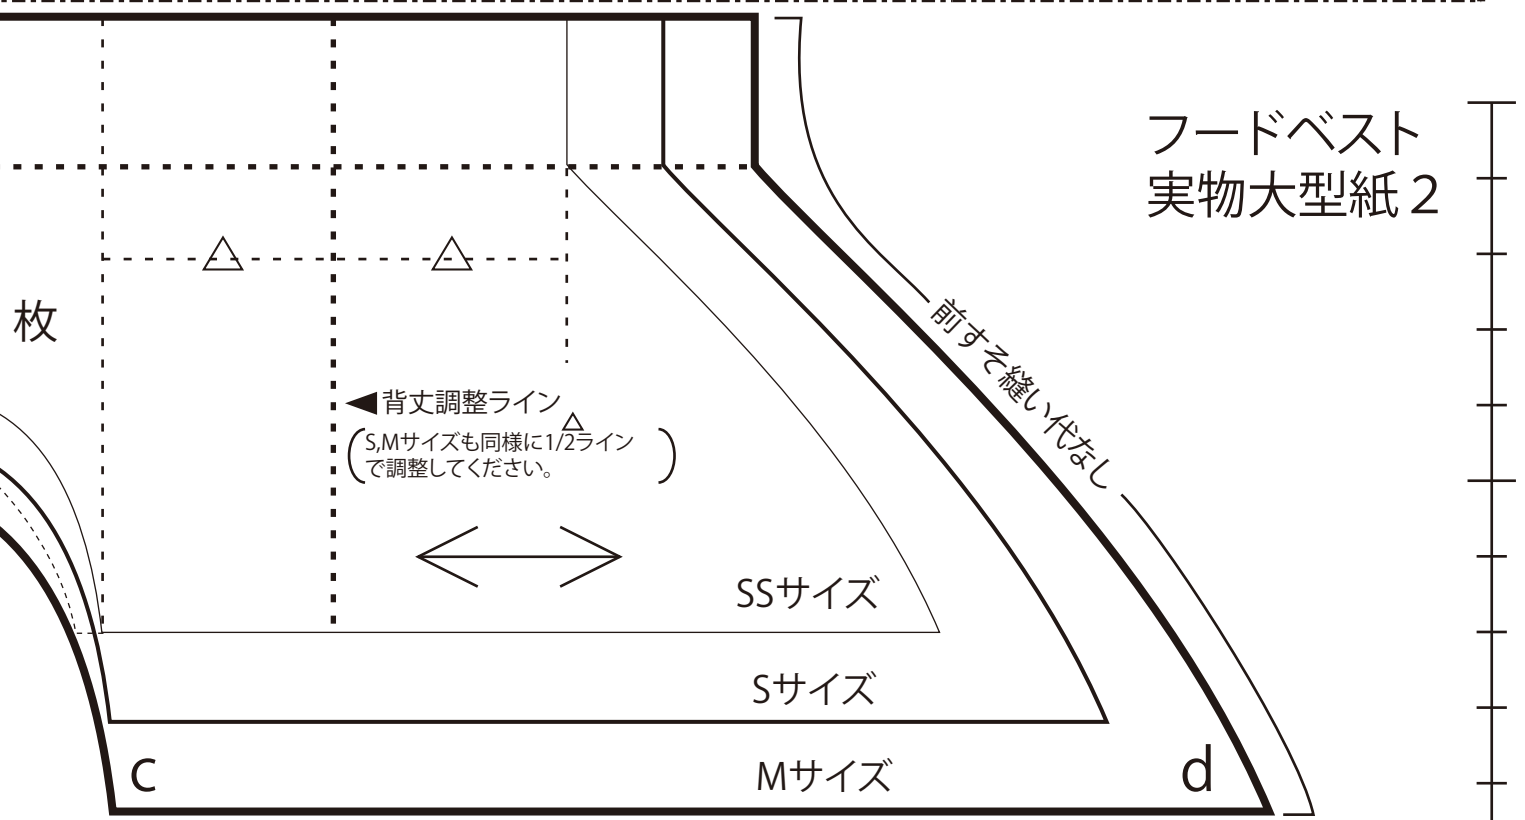 フードベスト
実物大型紙２
枚
前すそ縫い代なし
◀背丈調整ライン
S,Mサイズも同様に1/2ライン
で調整してください。
SSサイズ
Sサイズ
Mサイズ
c
d